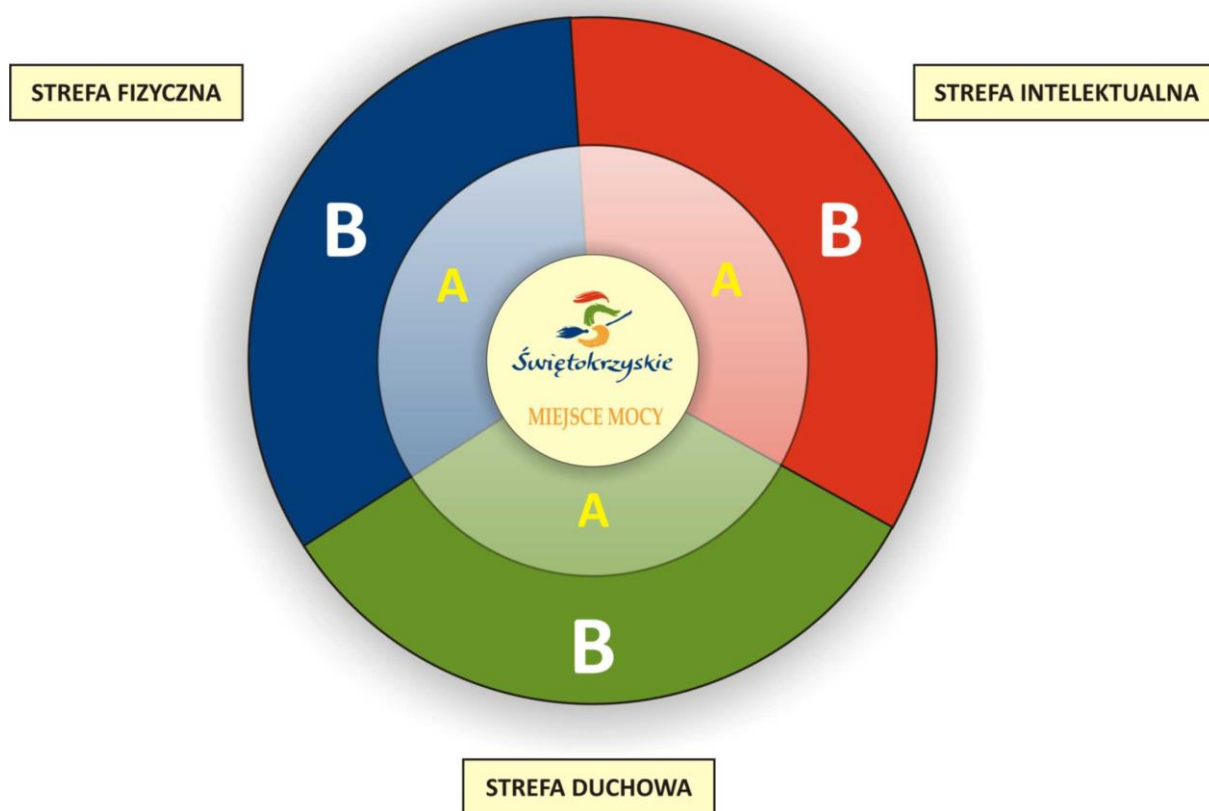 STREFA FIZYCZNA
STREFA INTELEKTUALNA
B
B
A
A
Świętokrzyskie
MIEJSCE MOCY
A
B
STREFA DUCHOWA